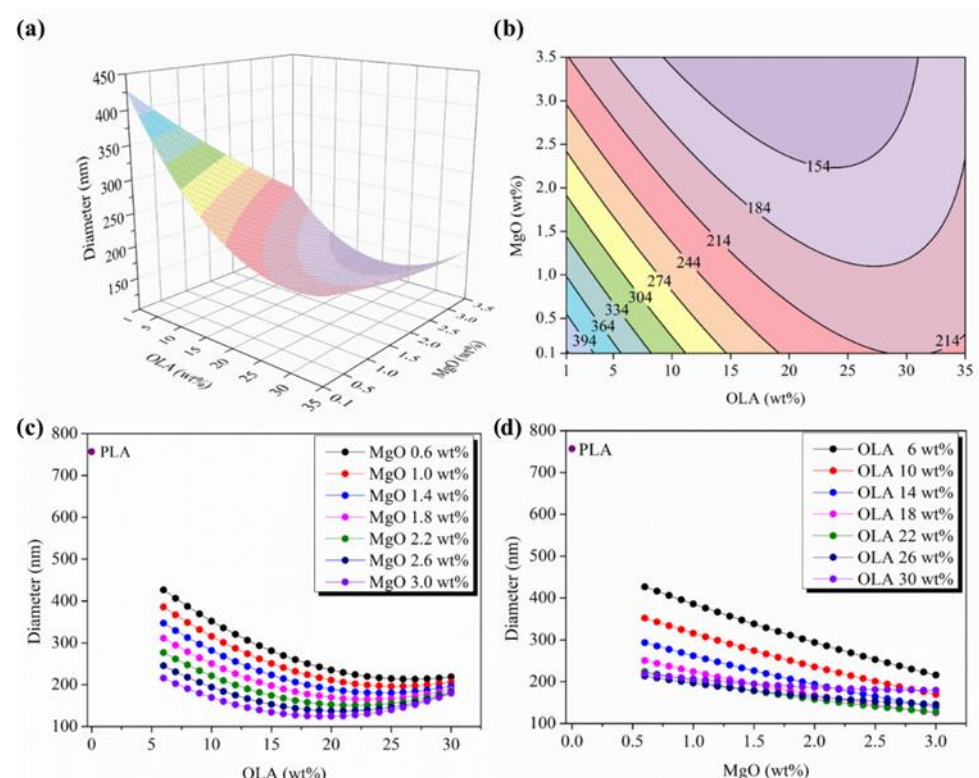 (a)
450
400
350
300
250
200
150
Diameter (nm)
1
5
10
15
20
25
30
35
OLA (wt%)
0.1
0.5
1.0
1.5
2.0
2.5
3.0
3.5
MgO (wt%)
(b)
3.5
3.0
2.5
2.0
1.5
1.0
0.5
0.1
MgO (wt%)
154
184
214
244
274
304
334
364
394
214
1 5 10 15 20 25 30 35
OLA (wt%)
(c)
800
700
600
500
400
300
200
100
Diameter (nm)
PLA
MgO 0.6 wt%
MgO 1.0 wt%
MgO 1.4 wt%
MgO 1.8 wt%
MgO 2.2 wt%
MgO 2.6 wt%
MgO 3.0 wt%
0 5 10 15 20 25 30
OLA (wt%)
(d)
800
700
600
500
400
300
200
100
Diameter (nm)
PLA
OLA 6 wt%
OLA 10 wt%
OLA 14 wt%
OLA 18 wt%
OLA 22 wt%
OLA 26 wt%
OLA 30 wt%
0.0 0.5 1.0 1.5 2.0 2.5 3.0
MgO (wt%)